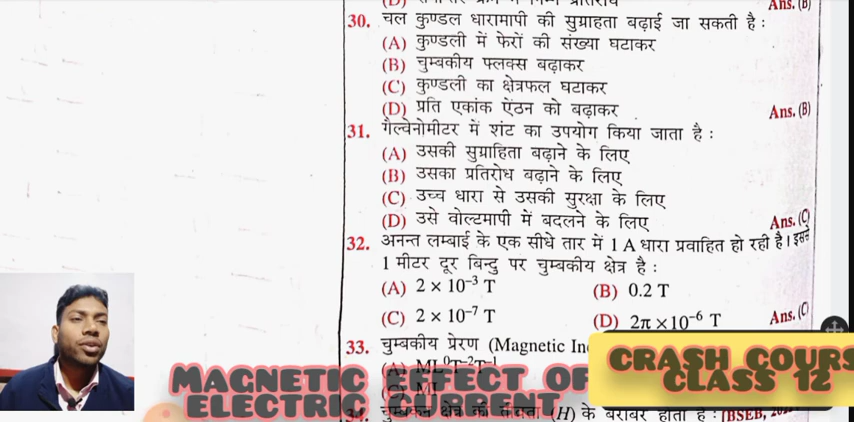 Ans. (B)
30. चल कुण्डल धारामापी की सुग्राहता बढ़ाई जा सकती है :
(A) कुण्डली में फेरों की संख्या घटाकर
(B) चुम्बकीय फ्लक्स बढ़ाकर
(C) कुण्डली का क्षेत्रफल घटाकर
(D) प्रति एकांक ऐंठन को बढ़ाकर Ans. (B)
31. गैल्वेनोमीटर में शंट का उपयोग किया जाता है :
(A) उसकी सुग्राहिता बढ़ाने के लिए
(B) उसका प्रतिरोध बढ़ाने के लिए
(C) उच्च धारा से उसकी सुरक्षा के लिए
(D) उसे वोल्टमापी में बदलने के लिए Ans. (C)
32. अनन्त लम्बाई के एक सीधे तार में 1 A धारा प्रवाहित हो रही है। इससे
1 मीटर दूर बिन्दु पर चुम्बकीय क्षेत्र है :
(A) 2 × 10⁻³ T (B) 0.2 T
(C) 2 × 10⁻⁷ T (D) 2π × 10⁻⁶ T Ans. (C)
33. चुम्बकीय प्रेरण (Magnetic In
CRASH COURS
CLASS 12
MAGNETIC EFFECT OF
ELECTRIC CURRENT
(H) के बराबर होता है : [BSEB,